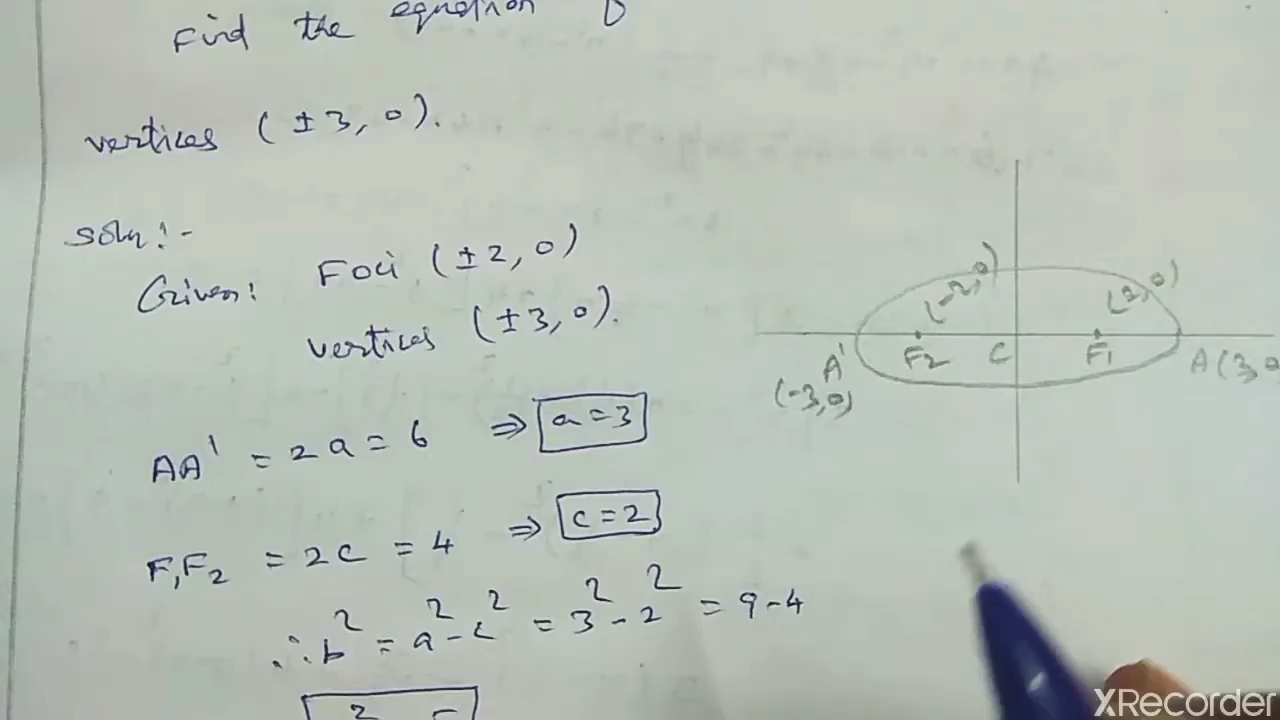 Find the equation
vertices (±3, 0).
Soln:-
Given: Foci (±2, 0)
vertices (±3, 0).
AA' = 2a = 6 ⇒ a = 3
F₁F₂ = 2c = 4 ⇒ c = 2
∴ b² = a² - c² = 3² - 2² = 9 - 4
(-2, 0) (2, 0)
A' F2 C F1 A (3, 0
(-3, 0)
XRecorder